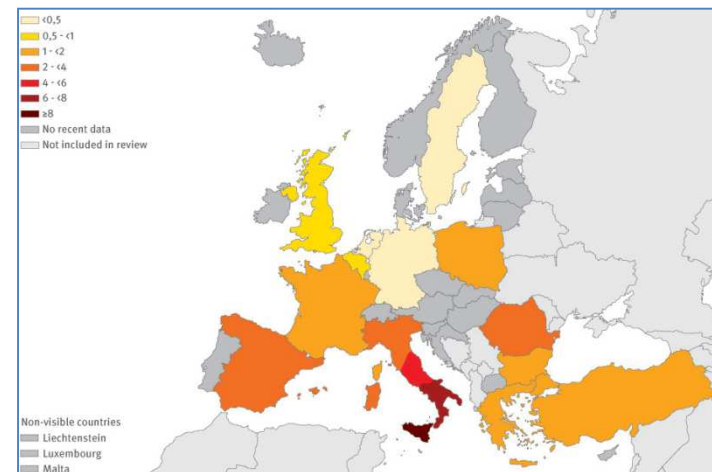 <0,5
0,5 - <1
1 - <2
2 - <4
4 - <6
6 - <8
≥8
No recent data
Not included in review
Non-visible countries
Liechtenstein
Luxembourg
Malta